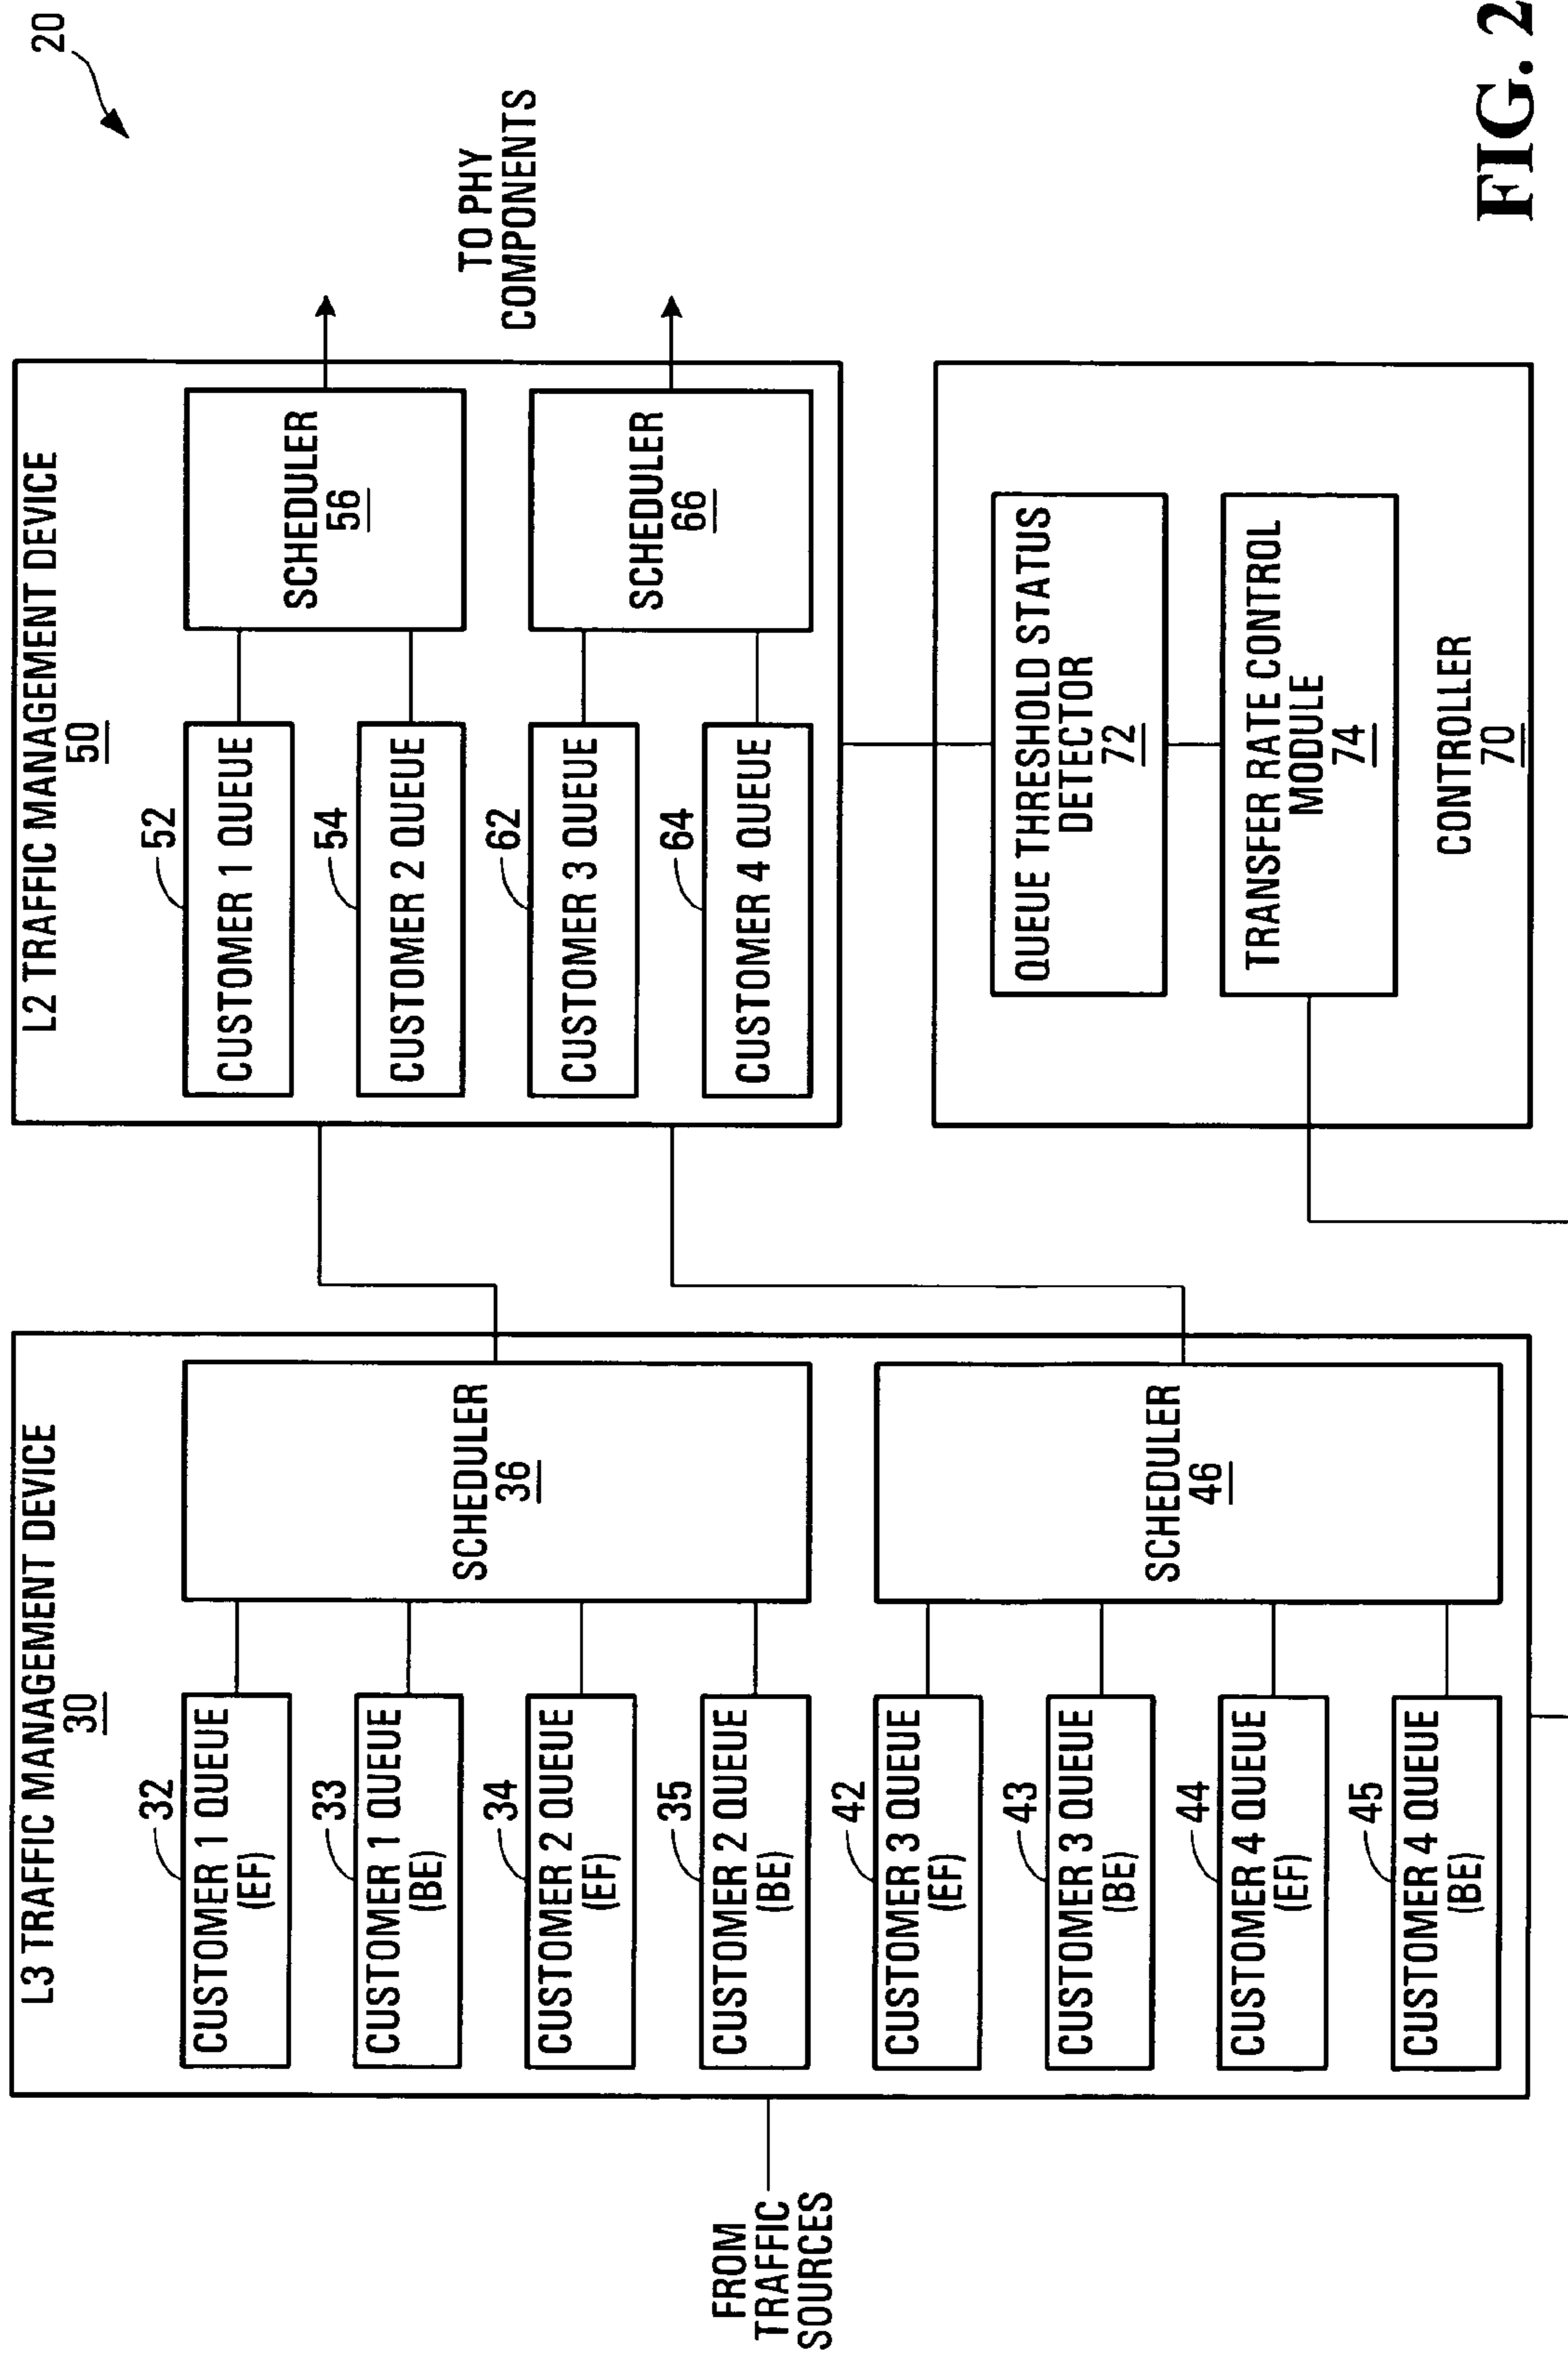 20
L3 TRAFFIC MANAGEMENT DEVICE
30
32
CUSTOMER 1 QUEUE
(EF)
33
CUSTOMER 1 QUEUE
(BE)
34
CUSTOMER 2 QUEUE
(EF)
35
CUSTOMER 2 QUEUE
(BE)
SCHEDULER
36
42
CUSTOMER 3 QUEUE
(EF)
43
CUSTOMER 3 QUEUE
(BE)
44
CUSTOMER 4 QUEUE
(EF)
45
CUSTOMER 4 QUEUE
(BE)
SCHEDULER
46
FROM
TRAFFIC
SOURCES
L2 TRAFFIC MANAGEMENT DEVICE
50
52
CUSTOMER 1 QUEUE
54
CUSTOMER 2 QUEUE
SCHEDULER
56
62
CUSTOMER 3 QUEUE
64
CUSTOMER 4 QUEUE
SCHEDULER
66
TO PHY
COMPONENTS
QUEUE THRESHOLD STATUS
DETECTOR
72
TRANSFER RATE CONTROL
MODULE
74
CONTROLLER
70
FIG. 2